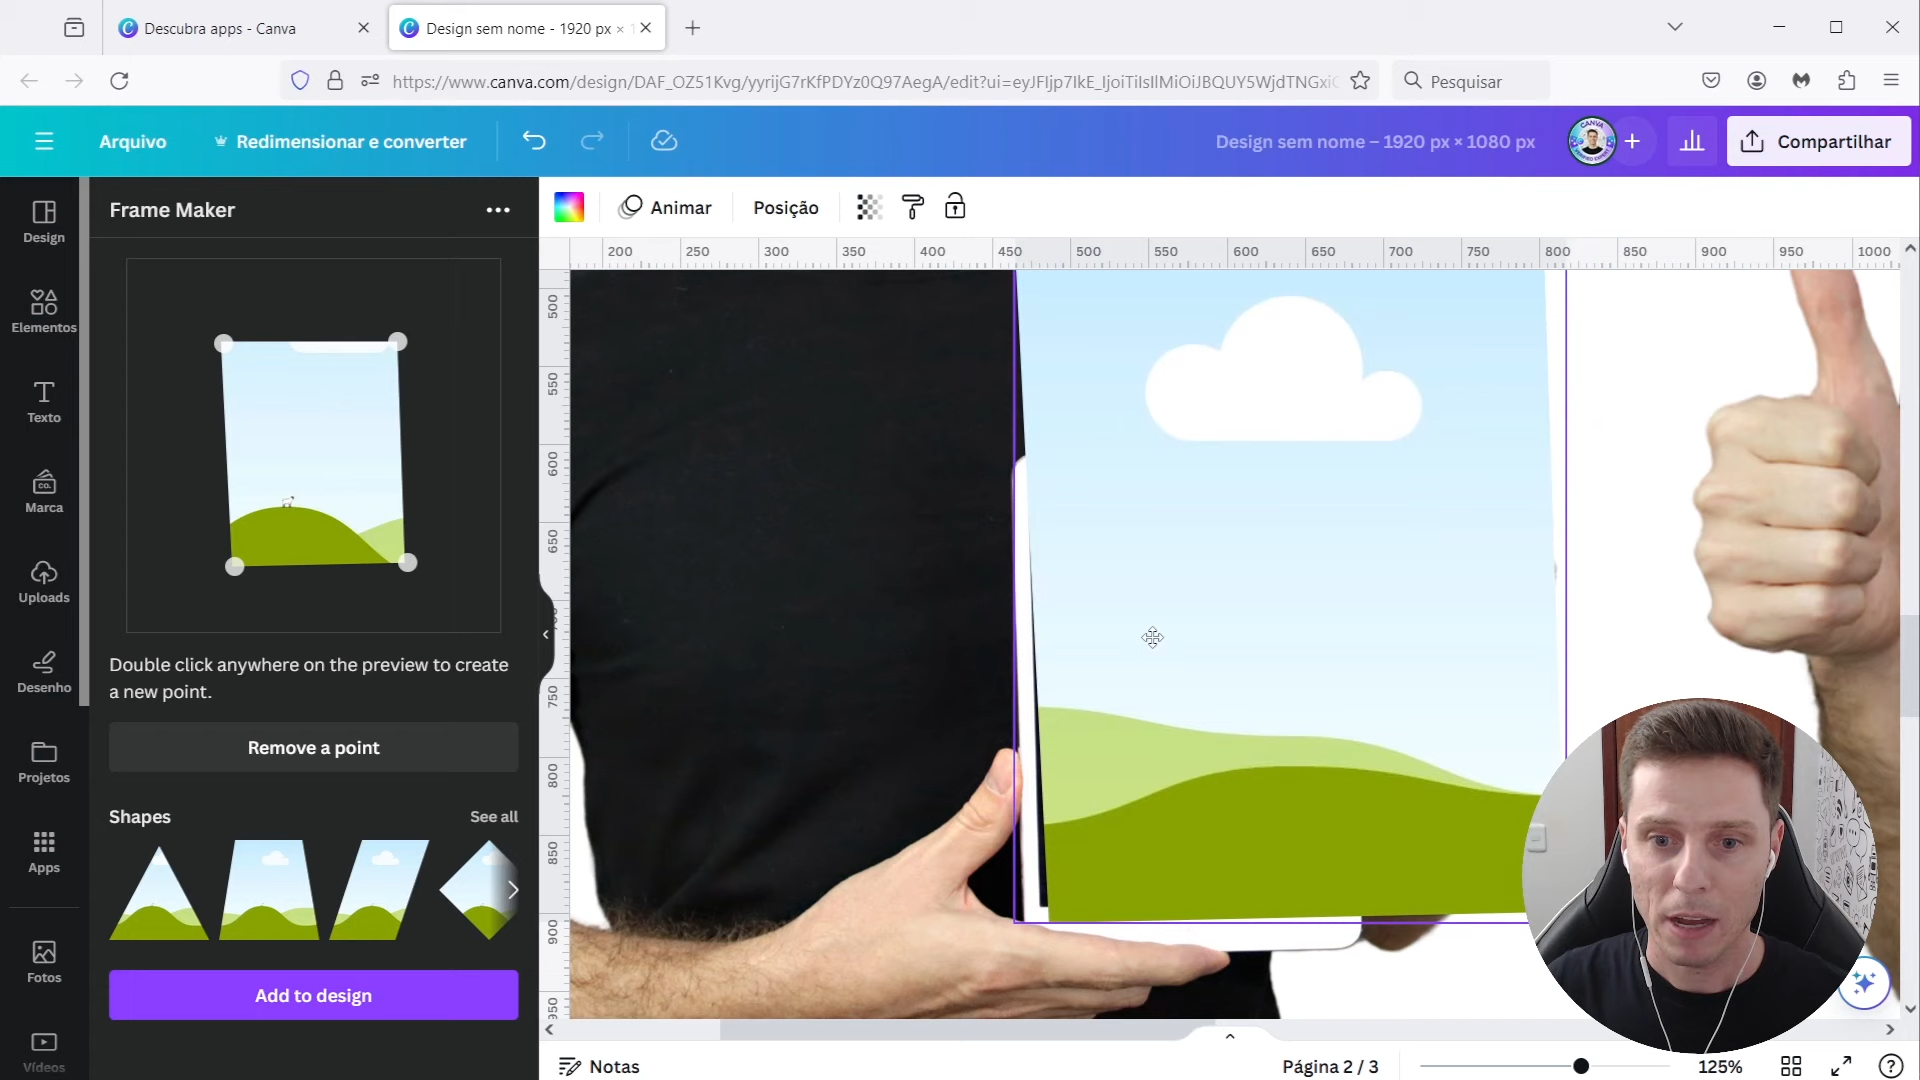 Descubra apps - Canva
Design sem nome - 1920 px × 1
https://www.canva.com/design/DAF_OZ51Kvg/yyrijG7rKfPDYz0Q97AegA/edit?ui=eyJFIjp7IkE_IjoiTiIsIlMiOiJBQUY5WjdTNGxiC
Pesquisar
Arquivo
Redimensionar e converter
Design sem nome – 1920 px × 1080 px
Compartilhar
Frame Maker
Animar
Posição
200 250 300 350 400 450 500 550 600 650 700 750 800 850 900 950 1000
500
550
600
650
750
800
850
900
950
Design
Elementos
Texto
Marca
Uploads
Desenho
Projetos
Apps
Fotos
Vídeos
Double click anywhere on the preview to create
a new point.
Remove a point
Shapes
See all
Add to design
Notas
Página 2 / 3
125%